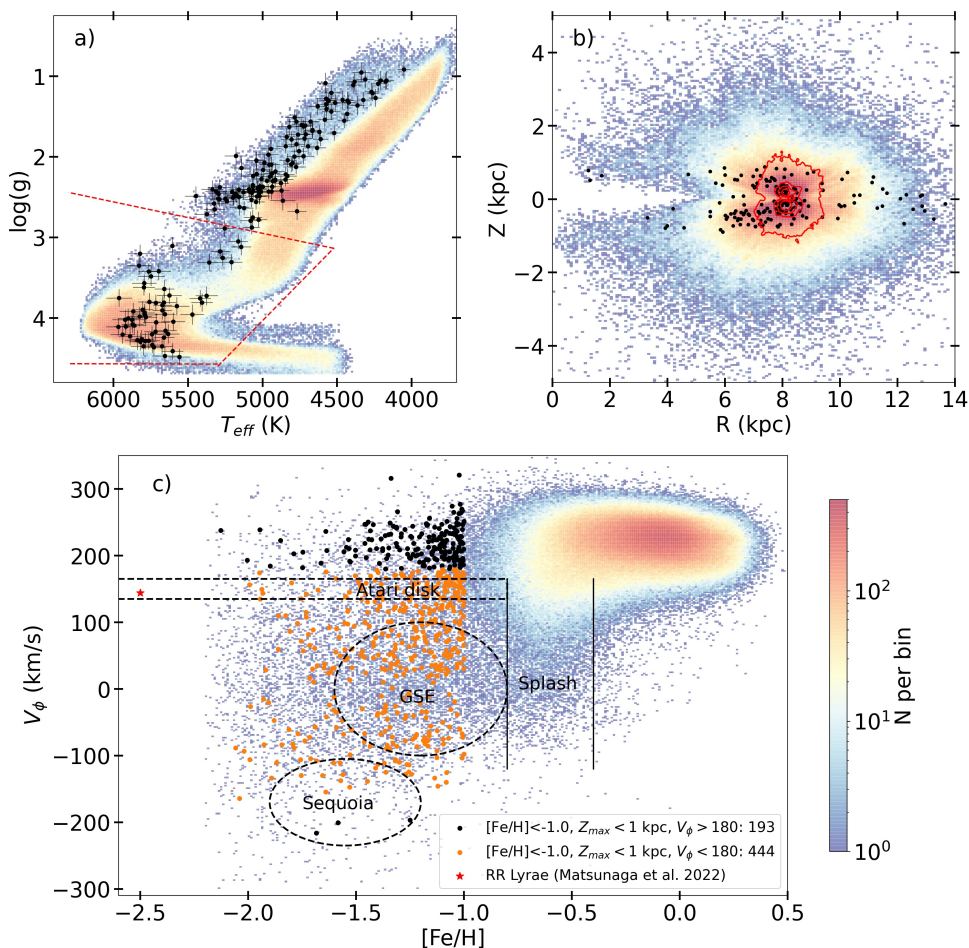 a)
1
2
3
4
log(g)
6000 5500 5000 4500 4000
T_eff (K)
b)
4
2
0
−2
−4
Z (kpc)
0 2 4 6 8 10 12 14
R (kpc)
c)
300
200
100
0
−100
−200
−300
V_ϕ (km/s)
Atari disk
GSE
Splash
Sequoia
[Fe/H]<-1.0, Z_max < 1 kpc, V_ϕ > 180: 193
[Fe/H]<-1.0, Z_max < 1 kpc, V_ϕ < 180: 444
RR Lyrae (Matsunaga et al. 2022)
−2.5 −2.0 −1.5 −1.0 −0.5 0.0 0.5
[Fe/H]
10^2
10^1
10^0
N per bin